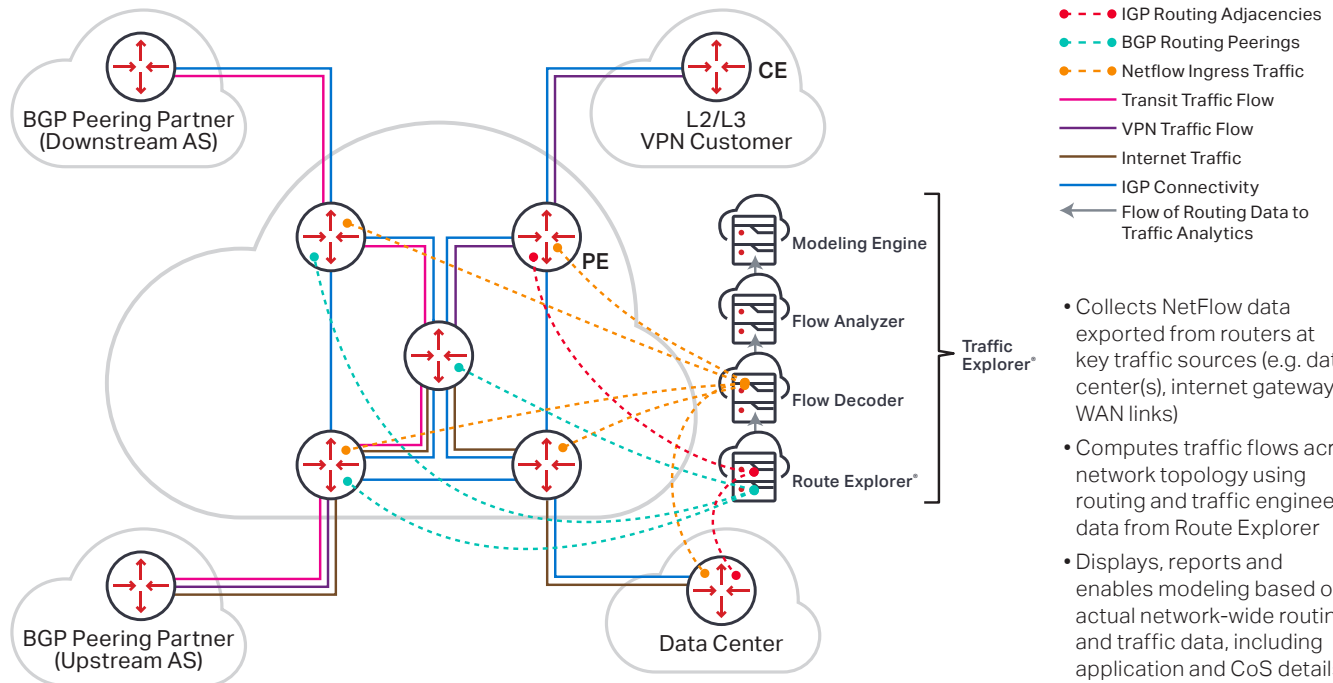 BGP Peering Partner
(Downstream AS)
CE
L2/L3
VPN Customer
PE
Modeling Engine
Flow Analyzer
Flow Decoder
Route Explorer®
Traffic
Explorer®
BGP Peering Partner
(Upstream AS)
Data Center
IGP Routing Adjacencies
BGP Routing Peerings
Netflow Ingress Traffic
Transit Traffic Flow
VPN Traffic Flow
Internet Traffic
IGP Connectivity
Flow of Routing Data to
Traffic Analytics
• Collects NetFlow data
exported from routers at
key traffic sources (e.g.
center(s), internet
WAN links)
• Computes traffic flows
network topology using
routing and traffic
data from Route Explorer
• Displays, reports and
enables modeling based
actual network-wide
and traffic data, including
application and CoS